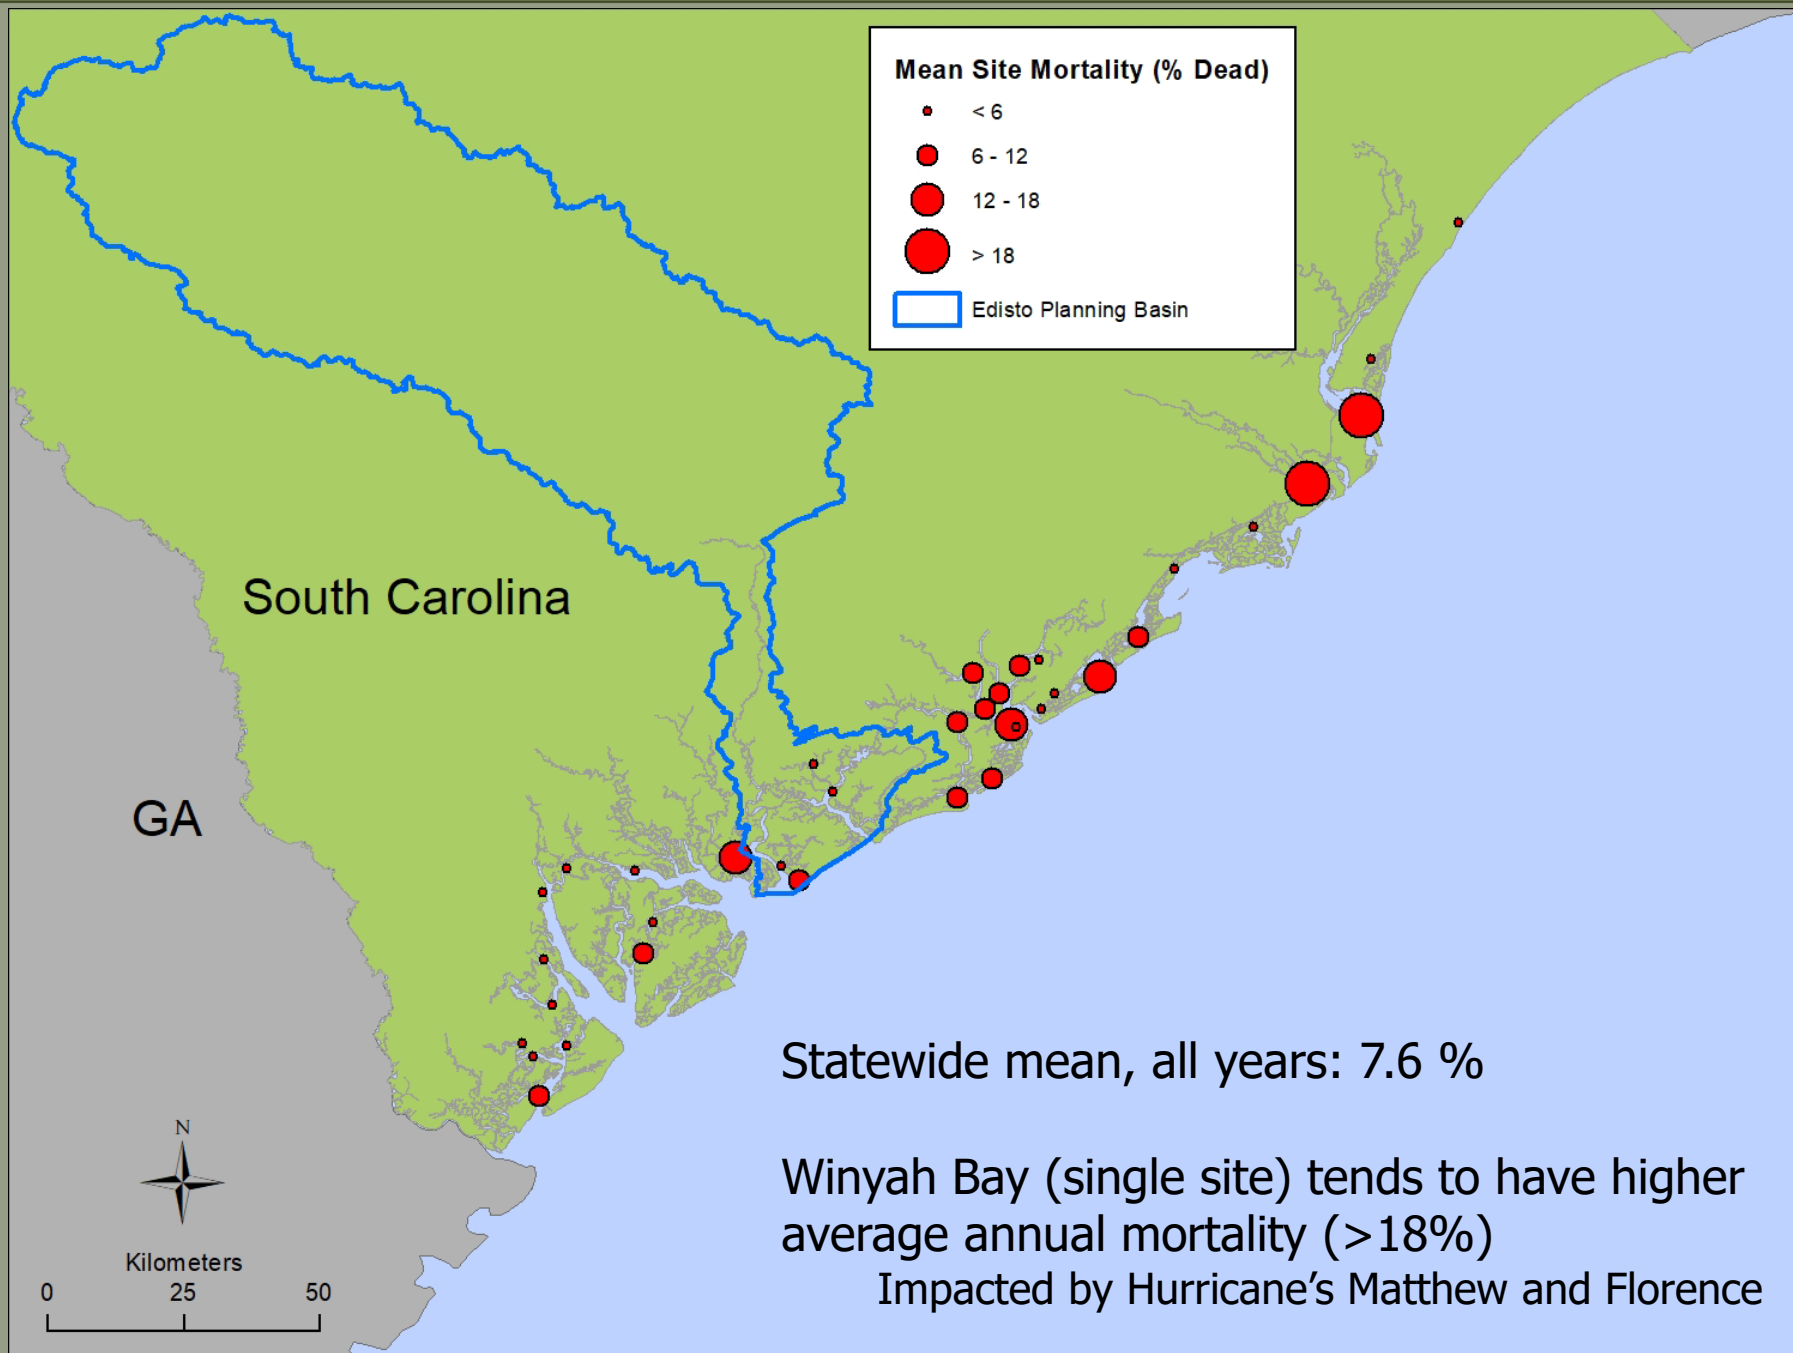 Mean Site Mortality (% Dead)
< 6
6 - 12
12 - 18
> 18
Edisto Planning Basin
South Carolina
GA
N
Kilometers
0 25 50
Statewide mean, all years: 7.6 %
Winyah Bay (single site) tends to have higher
average annual mortality (>18%)
Impacted by Hurricane’s Matthew and Florence